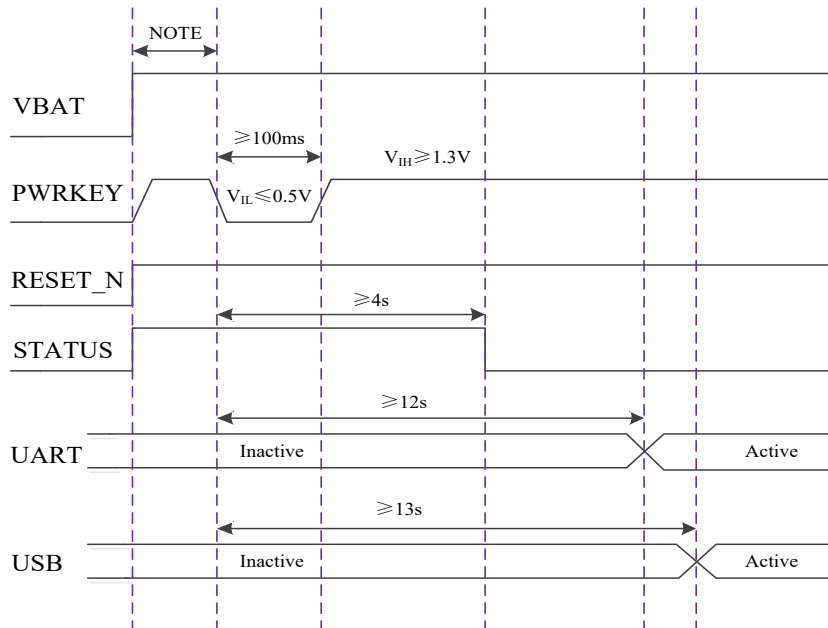 NOTE
VBAT
≥100ms
VIH≥1.3V
PWRKEY
VIL≤0.5V
RESET_N
≥4s
STATUS
≥12s
UART
Inactive
Active
≥13s
USB
Inactive
Active